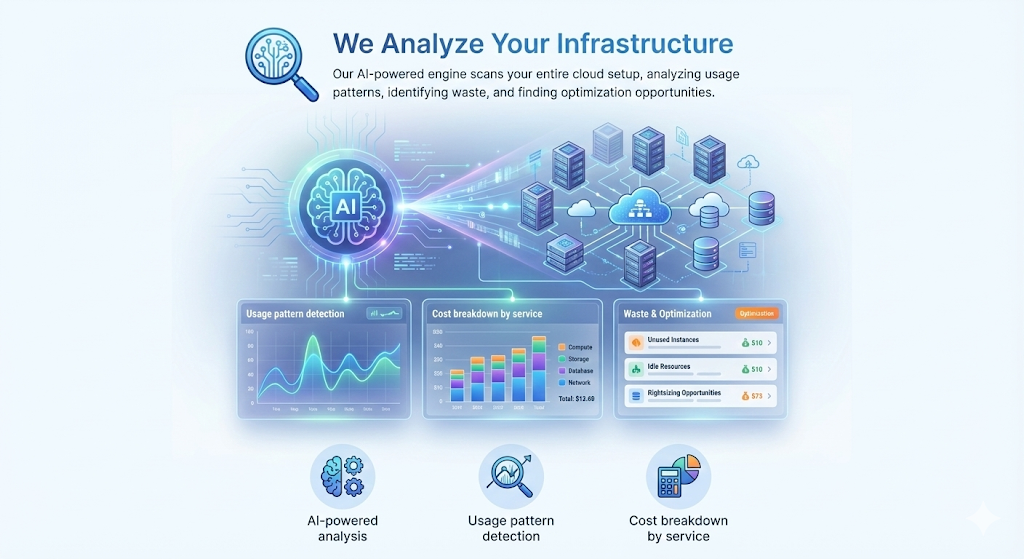 We Analyze Your Infrastructure
Our AI-powered engine scans your entire cloud setup, analyzing usage
patterns, identifying waste, and finding optimization opportunities.
AI
Usage pattern detection
Cost breakdown by service
Compute
Storage
Database
Network
Total: $12.69
Waste & Optimization
Optimization
Unused Instances
510
Idle Resources
510
Rightsizing Opportunities
$73
AI-powered
analysis
Usage pattern
detection
Cost breakdown
by service